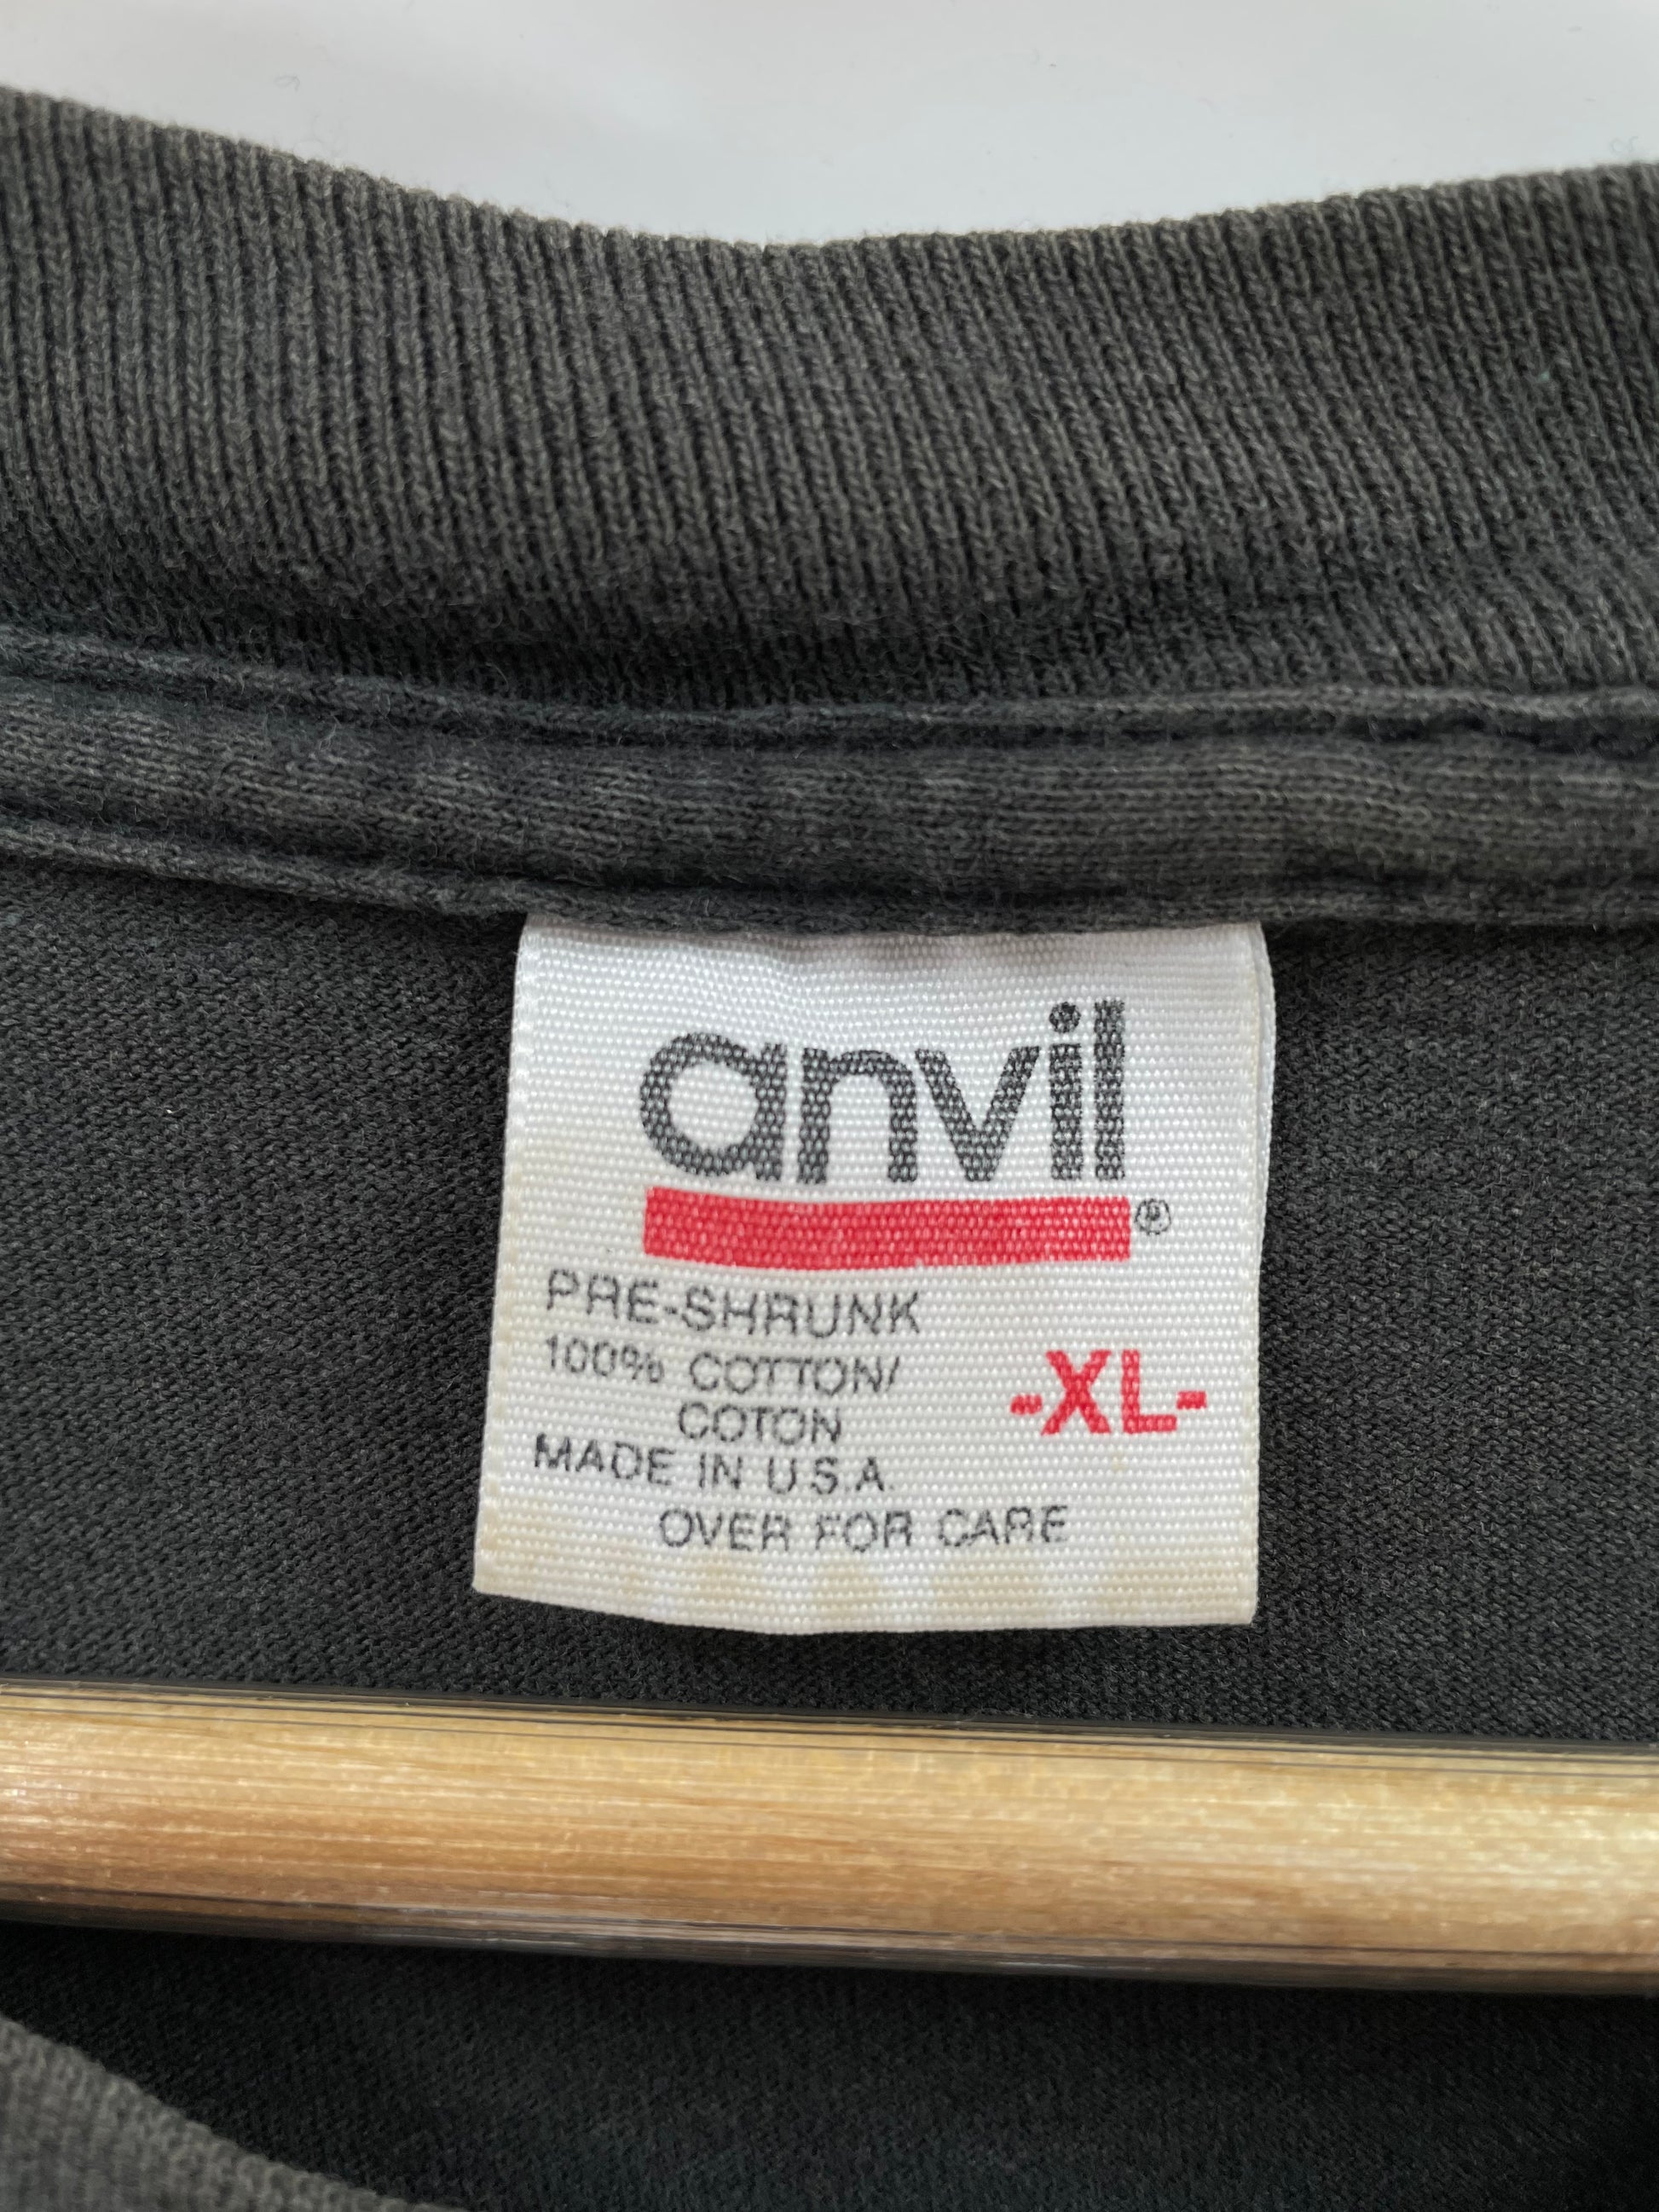 anvil
®
PRE-SHRUNK
100% COTTON/
COTON
-XL-
MADE IN U.S.A.
OVER FOR CARE